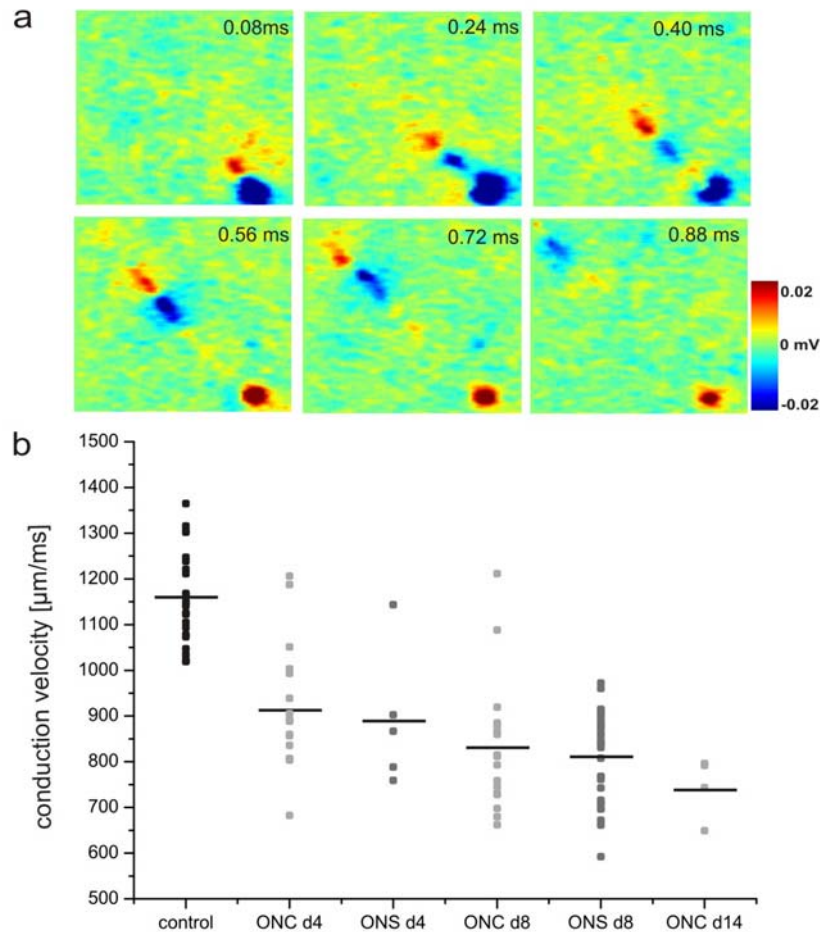 a
0.08ms
0.24 ms
0.40 ms
0.56 ms
0.72 ms
0.88 ms
0.02
0 mV
-0.02
b
conduction velocity [µm/ms]
1500
1400
1300
1200
1100
1000
900
800
700
600
500
control
ONC d4
ONS d4
ONC d8
ONS d8
ONC d14